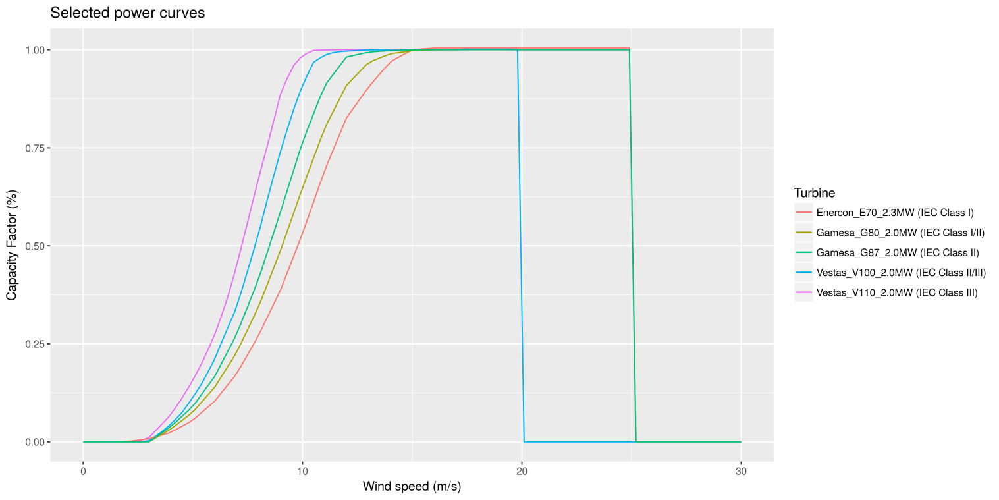 Selected power curves
1.00
0.75
0.50
0.25
0.00
Capacity Factor (%)
0 10 20 30
Wind speed (m/s)
Turbine
Enercon_E70_2.3MW (IEC Class I)
Gamesa_G80_2.0MW (IEC Class I/II)
Gamesa_G87_2.0MW (IEC Class II)
Vestas_V100_2.0MW (IEC Class II/III)
Vestas_V110_2.0MW (IEC Class III)